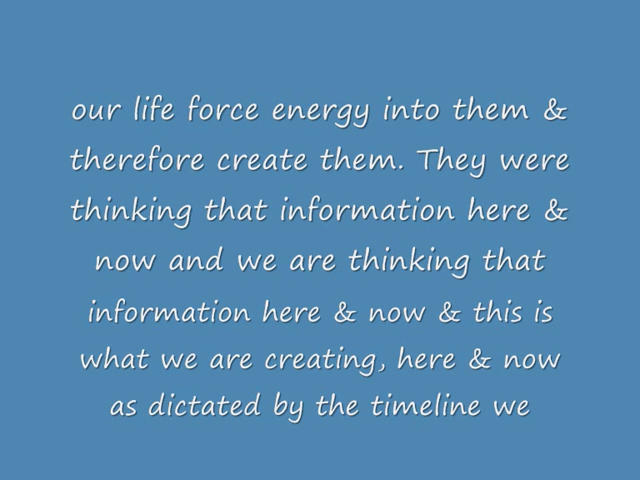 our life force energy into them &
therefore create them. They were
thinking that information here &
now and we are thinking that
information here & now & this is
what we are creating, here & now
as dictated by the timeline we